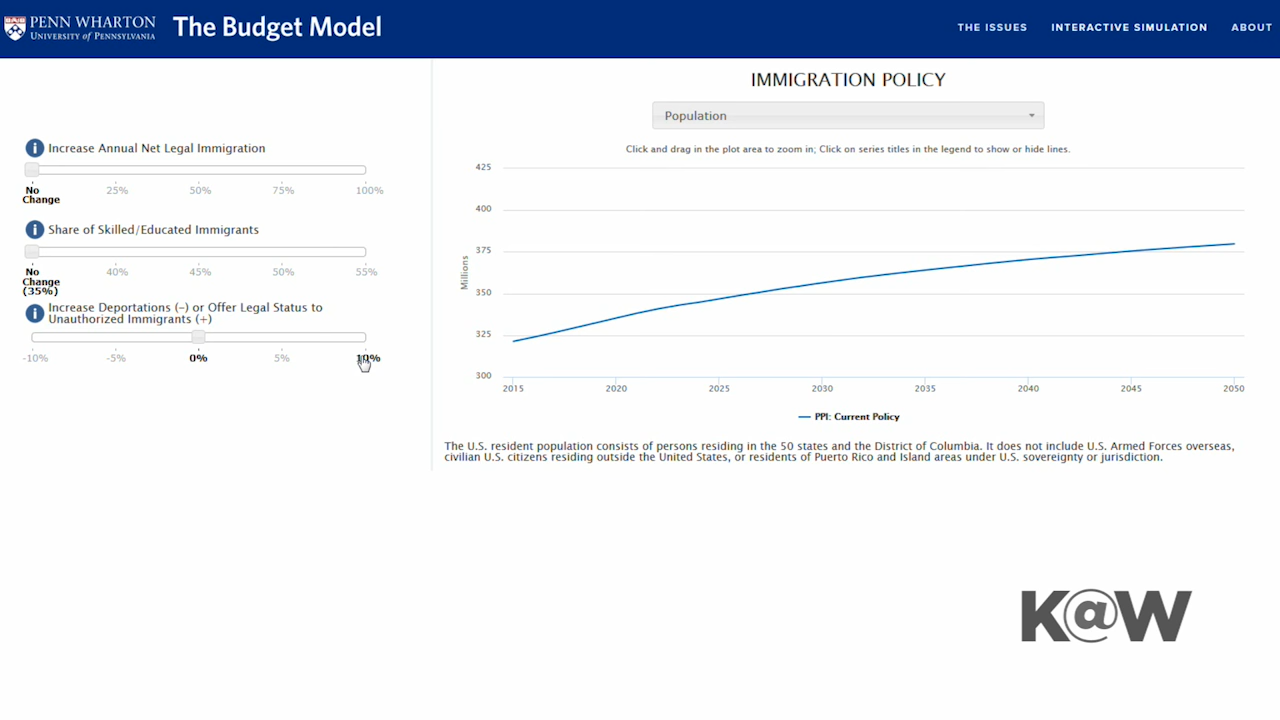 PENN WHARTON
UNIVERSITY of PENNSYLVANIA
The Budget Model
THE ISSUES
INTERACTIVE SIMULATION
ABOUT
i Increase Annual Net Legal Immigration
No Change 25% 50% 75% 100%
i Share of Skilled/Educated Immigrants
No Change (35%) 40% 45% 50% 55%
i Increase Deportations (-) or Offer Legal Status to
Unauthorized Immigrants (+)
-10% -5% 0% 5% 10%
IMMIGRATION POLICY
Population
Click and drag in the plot area to zoom in; Click on series titles in the legend to show or hide lines.
425
400
375
350
325
300
Millions
2015 2020 2025 2030 2035 2040 2045 2050
PPI: Current Policy
The U.S. resident population consists of persons residing in the 50 states and the District of Columbia. It does not include U.S. Armed Forces overseas,
civilian U.S. citizens residing outside the United States, or residents of Puerto Rico and Island areas under U.S. sovereignty or jurisdiction.
K@W